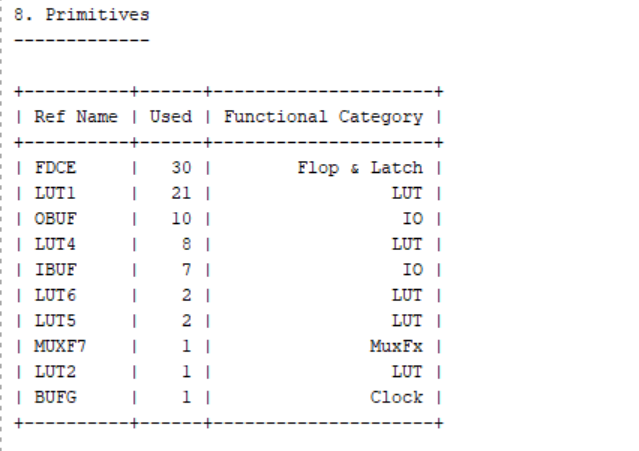 8. Primitives
-------------
+----------+------+---------------------+
| Ref Name | Used | Functional Category |
+----------+------+---------------------+
| FDCE     |   30 |        Flop & Latch |
| LUT1     |   21 |                 LUT |
| OBUF     |   10 |                  IO |
| LUT4     |    8 |                 LUT |
| IBUF     |    7 |                  IO |
| LUT6     |    2 |                 LUT |
| LUT5     |    2 |                 LUT |
| MUXF7    |    1 |               MuxFx |
| LUT2     |    1 |                 LUT |
| BUFG     |    1 |               Clock |
+----------+------+---------------------+